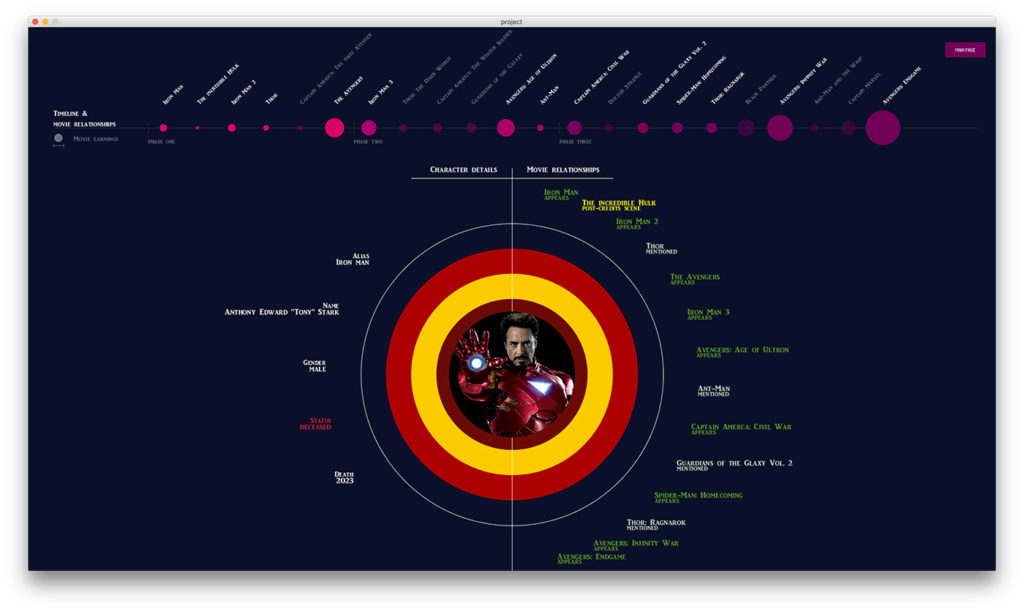 project
MAIN PAGE
Iron Man
The incredible Hulk
Iron Man 2
Thor
Captain America: The first Avenger
The Avengers
Iron Man 3
Thor: The Dark World
Captain America: The Winter Soldier
Guardians of the Galaxy
Avengers: Age of Ultron
Ant-Man
Captain America: Civil War
Doctor Strange
Guardians of the Galaxy Vol. 2
Spider-Man: Homecoming
Thor: Ragnarok
Black Panther
Avengers: Infinity War
Ant-Man and the Wasp
Captain Marvel
Avengers: Endgame
Timeline &
movie relationships
Movie earnings
PHASE ONE
PHASE TWO
PHASE THREE
Character details
Movie relationships
Alias
Iron man
Name
Anthony Edward "Tony" Stark
Gender
male
Status
deceased
Death
2023
Iron Man
appears
The incredible Hulk
post-credits scene
Iron Man 2
appears
Thor
mentioned
The Avengers
appears
Iron Man 3
appears
Avengers: Age of Ultron
appears
Ant-Man
mentioned
Captain Amerca: Civil War
appears
Guardians of the Glaxy Vol. 2
mentioned
Spider-Man: Homecoming
appears
Thor: Ragnarok
mentioned
Avengers: Infinity War
appears
Avengers: Endgame
appears